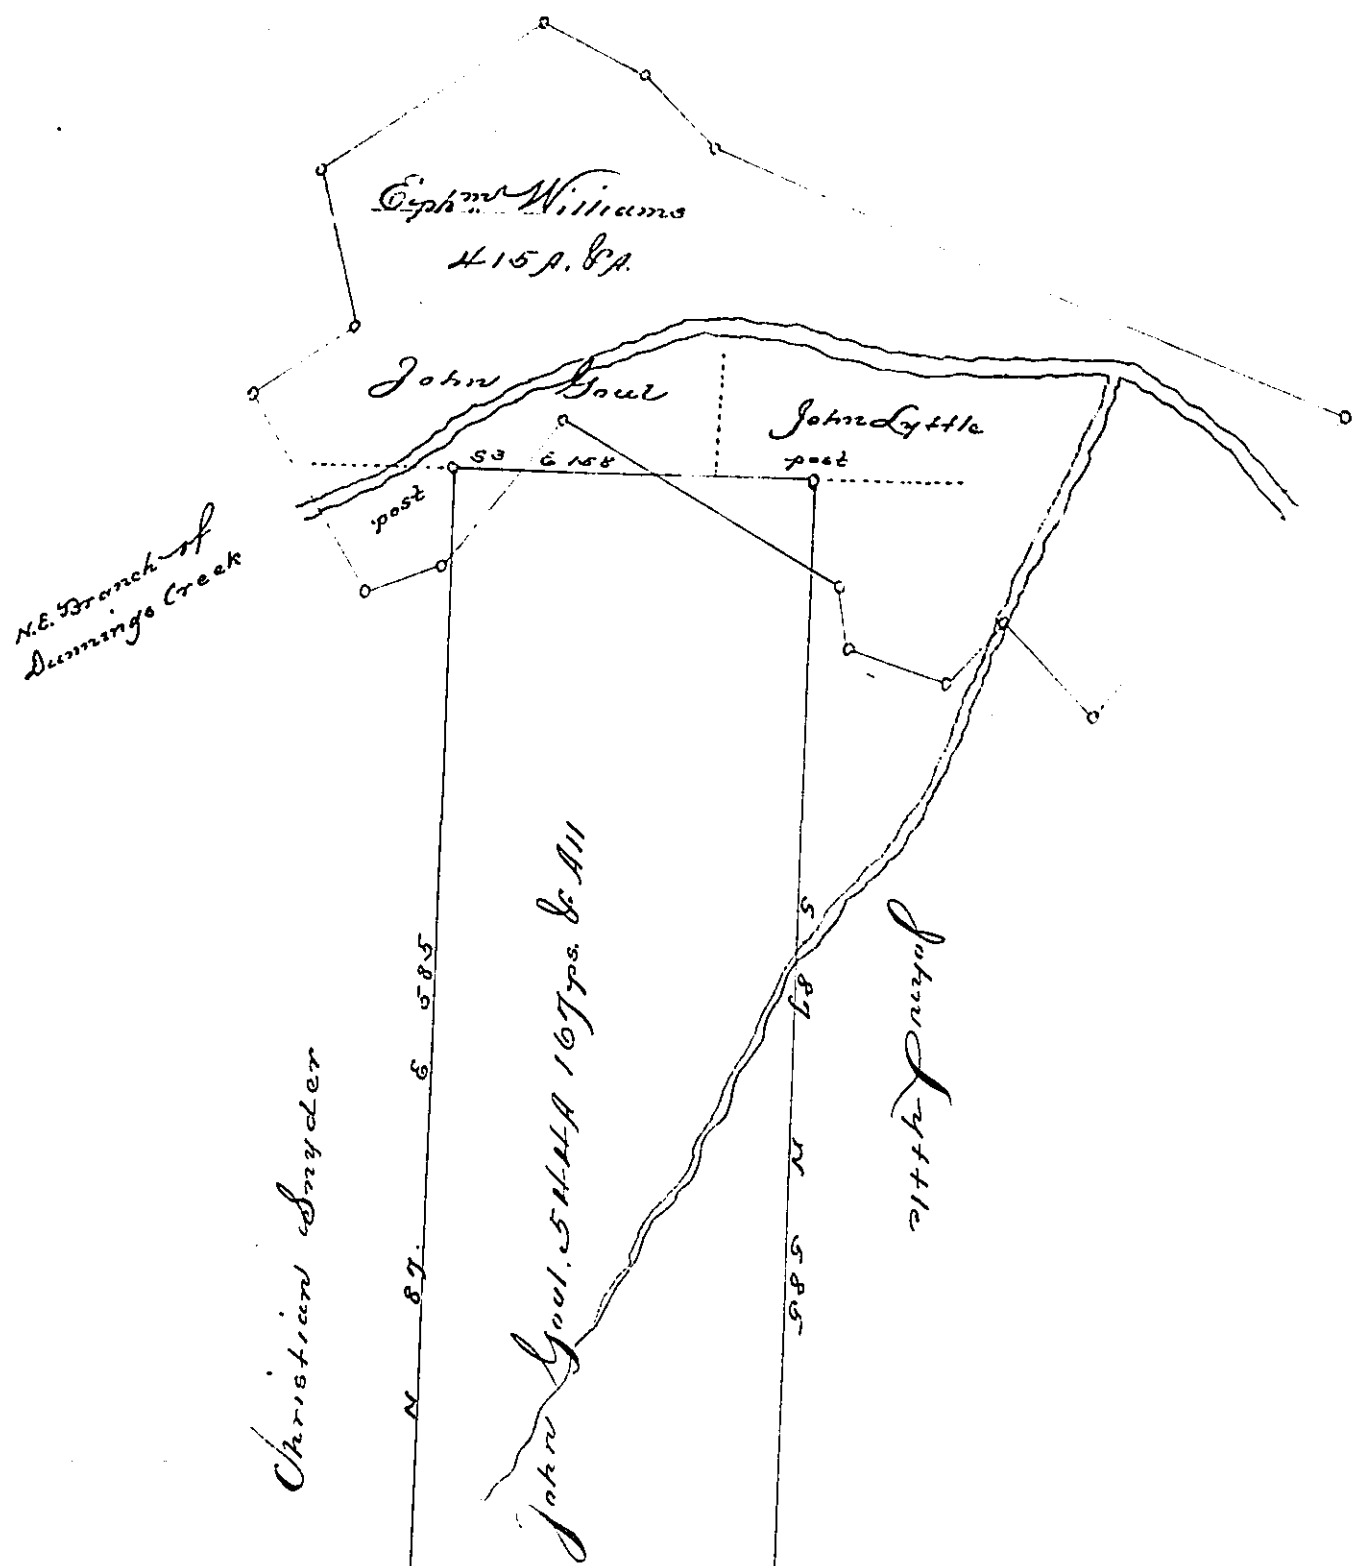 Ephm Williams
415 A. & A.
John Goul
John Lyttle
S3 E 158
post
post
N.E. Branch of
Dunnings Creek
N 87. E 585
John Goul. 544 A 167 ps. & All
S 87 W 585
John Lyttle
Christian Snyder